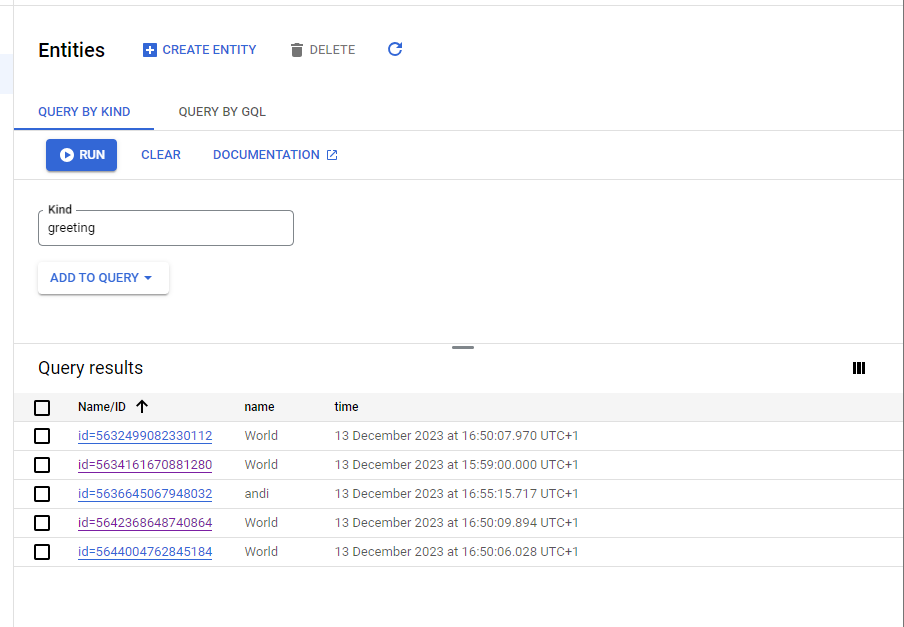 Entities CREATE ENTITY DELETE
QUERY BY KIND QUERY BY GQL
RUN CLEAR DOCUMENTATION
Kind
greeting
ADD TO QUERY
Query results
Name/ID name time
id=5632499082330112 World 13 December 2023 at 16:50:07.970 UTC+1
id=5634161670881280 World 13 December 2023 at 15:59:00.000 UTC+1
id=5636645067948032 andi 13 December 2023 at 16:55:15.717 UTC+1
id=5642368648740864 World 13 December 2023 at 16:50:09.894 UTC+1
id=5644004762845184 World 13 December 2023 at 16:50:06.028 UTC+1